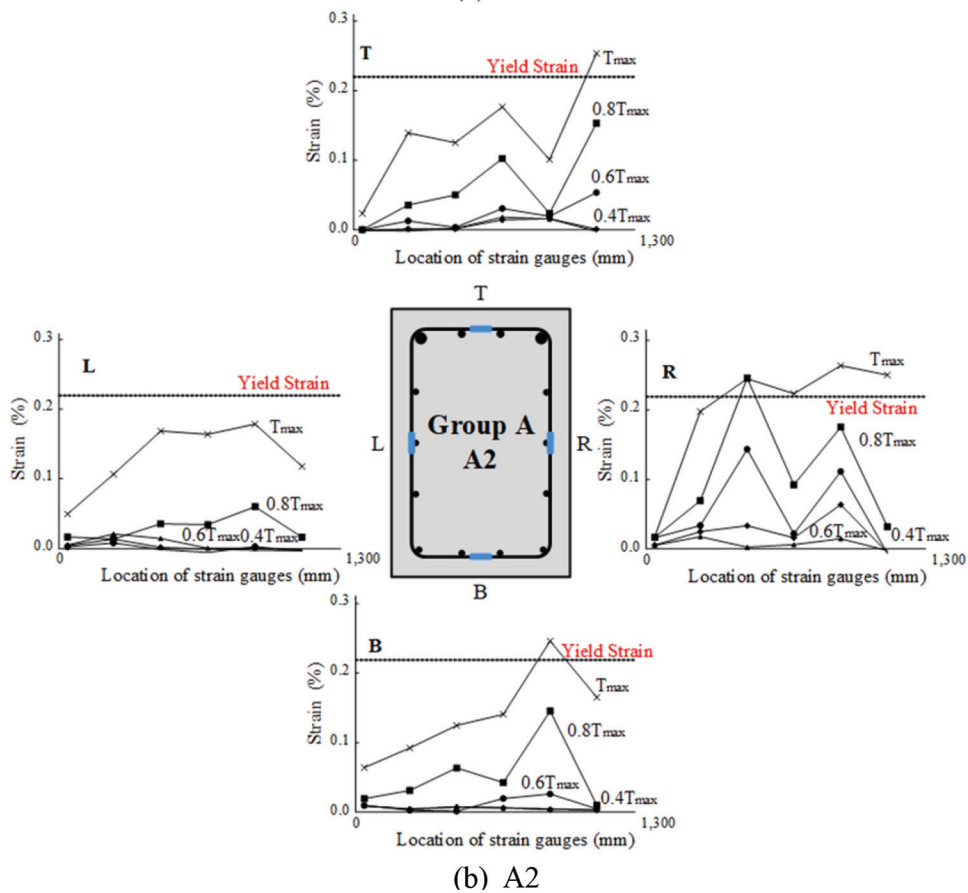 0.3
T
Yield Strain
Tmax
0.2
0.8Tmax
Strain (%)
0.1
0.6Tmax
0.4Tmax
0.0
0
1,300
Location of strain gauges (mm)
0.3
L
Yield Strain
0.2
Tmax
Strain (%)
0.1
0.8Tmax
0.6Tmax0.4Tmax
0.0
0
1,300
Location of strain gauges (mm)
T
L
Group A
A2
R
B
0.3
R
Tmax
Yield Strain
0.2
0.8Tmax
Strain (%)
0.1
0.6Tmax
0.4Tmax
0.0
0
1,300
Location of strain gauges (mm)
0.3
B
Yield Strain
0.2
Tmax
Strain (%)
0.8Tmax
0.1
0.6Tmax
0.4Tmax
0.0
0
1,300
Location of strain gauges (mm)
(b) A2